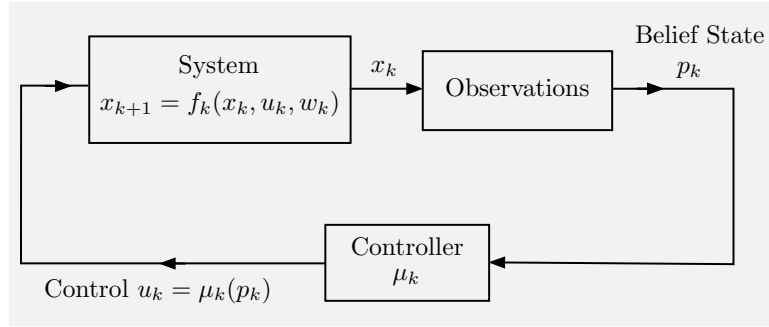 Belief State
System
x_k
p_k
x_{k+1} = f_k(x_k, u_k, w_k)
Observations
Controller
μ_k
Control u_k = μ_k(p_k)